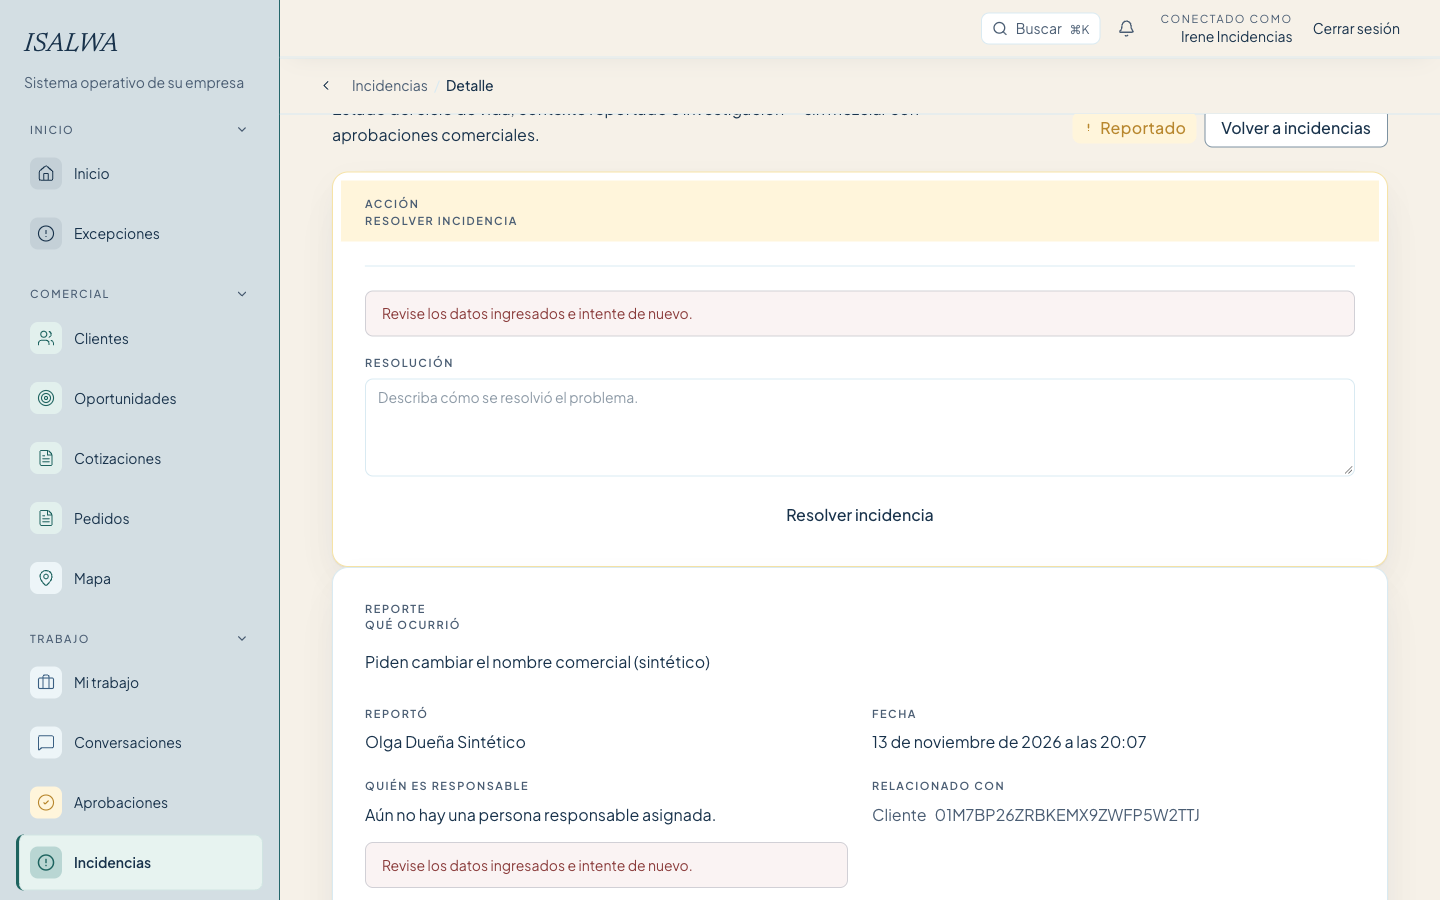 ISALWA
Sistema operativo de su empresa
INICIO
Inicio
Excepciones
COMERCIAL
Clientes
Oportunidades
Cotizaciones
Pedidos
Mapa
TRABAJO
Mi trabajo
Conversaciones
Aprobaciones
Incidencias
Buscar ⌘K
CONECTADO COMO
Irene Incidencias
Cerrar sesión
Incidencias / Detalle
aprobaciones comerciales.
! Reportado
Volver a incidencias
ACCIÓN
RESOLVER INCIDENCIA
Revise los datos ingresados e intente de nuevo.
RESOLUCIÓN
Describa cómo se resolvió el problema.
Resolver incidencia
REPORTE
QUÉ OCURRIÓ
Piden cambiar el nombre comercial (sintético)
REPORTÓ
Olga Dueña Sintético
FECHA
13 de noviembre de 2026 a las 20:07
QUIÉN ES RESPONSABLE
Aún no hay una persona responsable asignada.
RELACIONADO CON
Cliente 01M7BP26ZRBKEMX9ZWFP5W2TTJ
Revise los datos ingresados e intente de nuevo.